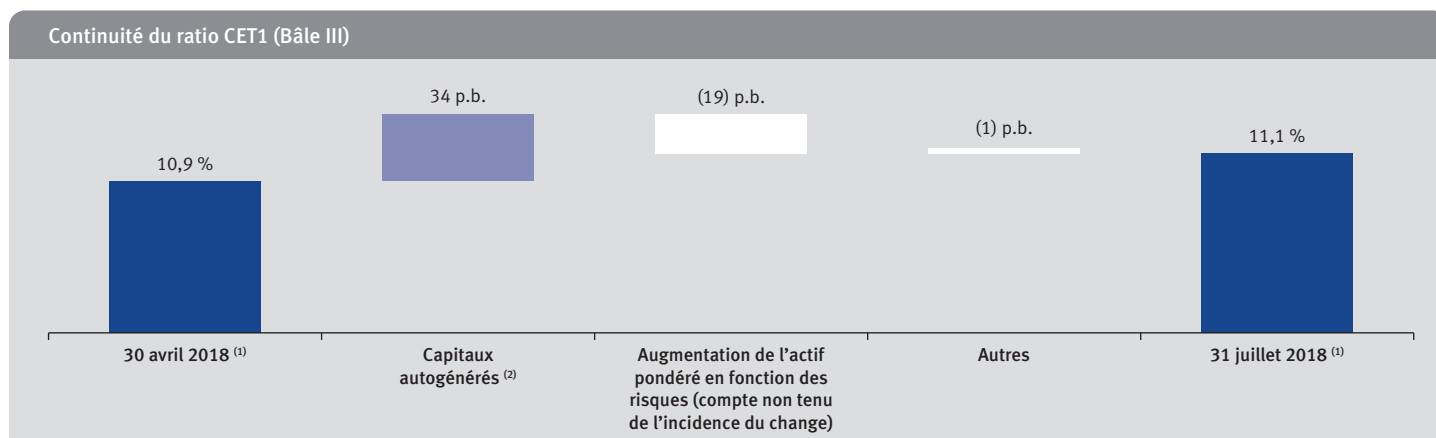 Continuité du ratio CET1 (Bâle III)
34 p.b.
(19) p.b.
(1) p.b.
10,9 %
11,1 %
30 avril 2018 (1)
Capitaux
autogénérés (2)
Augmentation de l’actif
pondéré en fonction des
risques (compte non tenu
de l’incidence du change)
Autres
31 juillet 2018 (1)